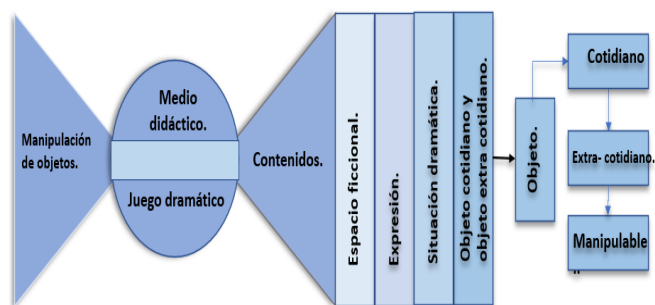 Manipulación
de objetos.
Medio
didáctico.
Juego dramático
Contenidos.
Espacio ficcional.
Expresión.
Situación dramática.
Objeto cotidiano y
objeto extra cotidiano.
Objeto.
Cotidiano
Extra- cotidiano.
Manipulable